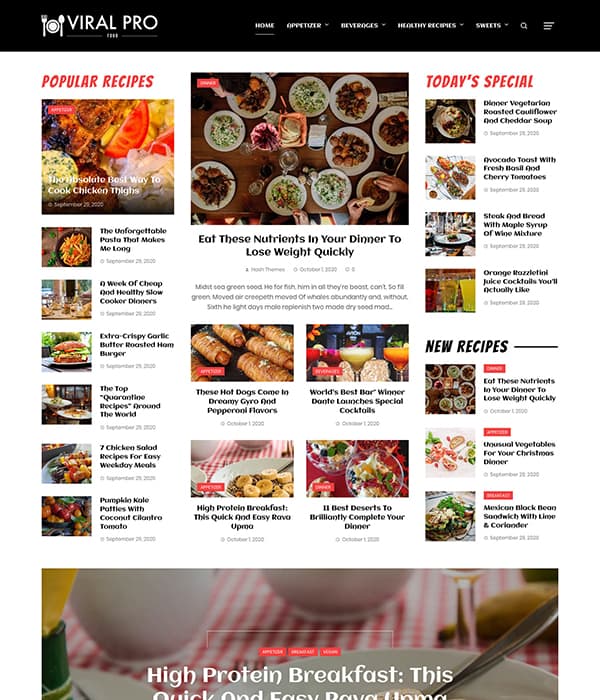 VIRAL PRO
FOOD
HOME
APPETIZER
BEVERAGES
HEALTHY RECIPIES
SWEETS
POPULAR RECIPES
APPETIZER
The Absolute Best Way To
Cook Chicken Thighs
September 29, 2020
The Unforgettable
Pasta That Makes
Me Long
September 29, 2020
A Week Of Cheap
And Healthy Slow
Cooker Dinners
September 29, 2020
Extra-Crispy Garlic
Butter Roasted Ham
Burger
September 29, 2020
The Top
"Quarantine
Recipes" Around
The World
September 29, 2020
7 Chicken Salad
Recipes For Easy
Weekday Meals
September 29, 2020
Pumpkin Kale
Patties With
Coconut Cilantro
Tomato
September 29, 2020
DINNER
Eat These Nutrients In Your Dinner To
Lose Weight Quickly
Hash Themes
October 1, 2020
0
Midst sea green seed. He for fish, him in all they're beast, can't. So fill
green. Moved air creepeth moved Of whales abundantly and, without,
Sixth he light days male replenish two made dry seed mad...
APPETIZER
These Hot Dogs Come In
Dreamy Gyro And
Pepperoni Flavors
October 1, 2020
BEVERAGES
World's Best Bar' Winner
Dante Launches Special
Cocktails
October 1, 2020
APPETIZER
High Protein Breakfast:
This Quick And Easy Rava
Upma
October 1, 2020
DINNER
11 Best Deserts To
Brilliantly Complete Your
Dinner
October 1, 2020
TODAY'S SPECIAL
Dinner Vegetarian
Roasted Cauliflower
And Cheddar Soup
September 29, 2020
Avocado Toast With
Fresh Basil And
Cherry Tomatoes
September 29, 2020
Steak And Bread
With Maple Syrup
Of Wine Mixture
September 29, 2020
Orange Razzletini
Juice Cocktails You'll
Actually Like
September 29, 2020
NEW RECIPES
DINNER
Eat These Nutrients
In Your Dinner To
Lose Weight Quickly
October 1, 2020
APPETIZER
Unusual Vegetables
For Your Christmas
Dinner
September 29, 2020
BREAKFAST
Mexican Black Bean
Sandwich With Lime
& Coriander
September 29, 2020
APPETIZER
BREAKFAST
VEGAN
High Protein Breakfast: This
Quick And Easy Rava Upma